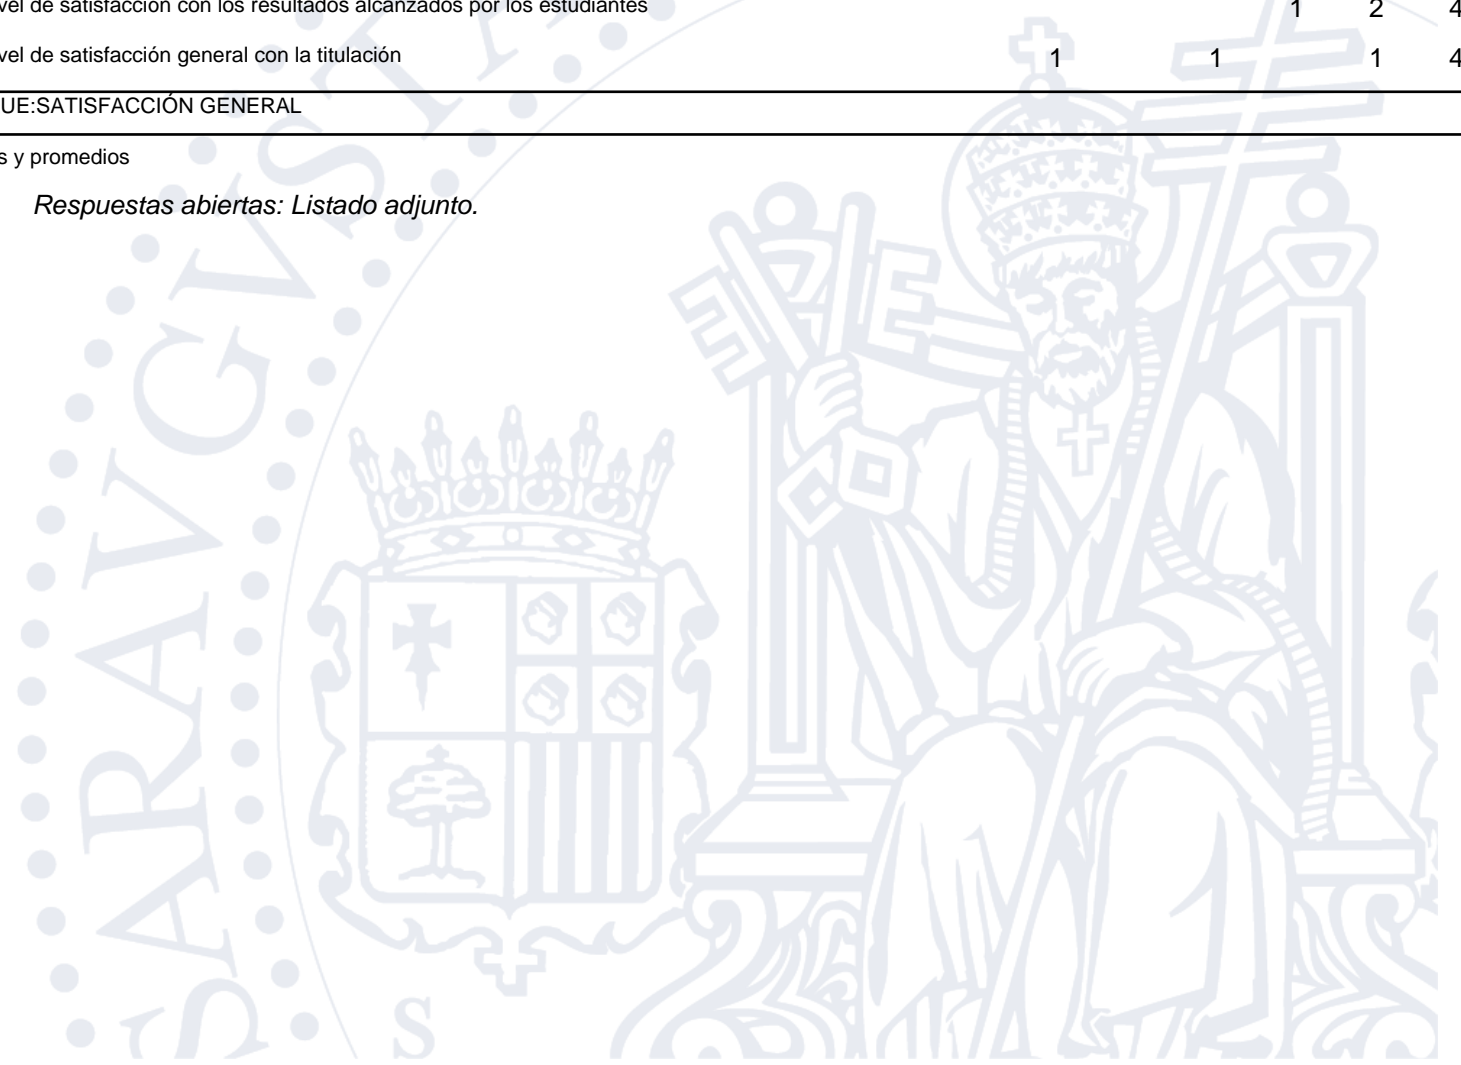 vel de satisfacción con los resultados alcanzados por los estudiantes 1 2 4
vel de satisfacción general con la titulación 1 1 1 4
UE:SATISFACCIÓN GENERAL
s y promedios
Respuestas abiertas: Listado adjunto.
SARAVGVSTA
S